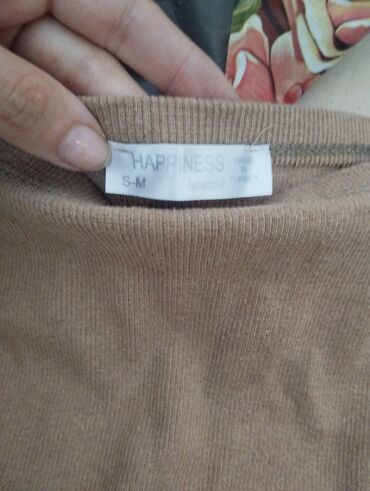 HAPPINESS
S-M
Istanbul
MADE
IN
TURKEY